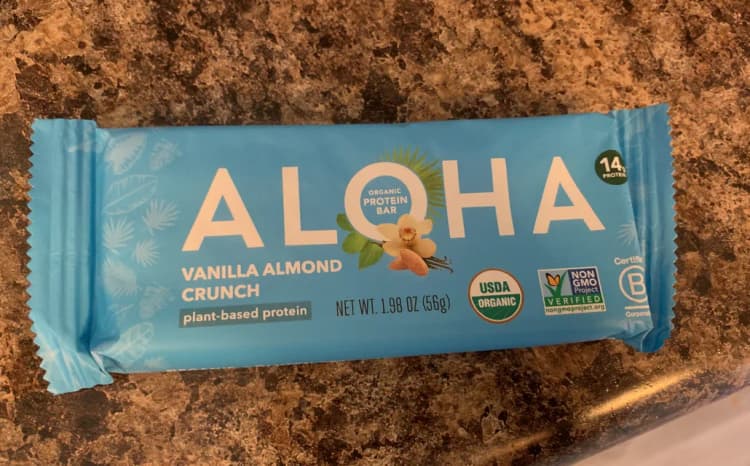 ALOHA
ORGANIC
PROTEIN
BAR
14
VANILLA ALMOND
CRUNCH
plant-based protein
NET WT. 1.98 OZ (56g)
USDA
ORGANIC
NON
GMO
Project
VERIFIED
nongmoproject.org
B